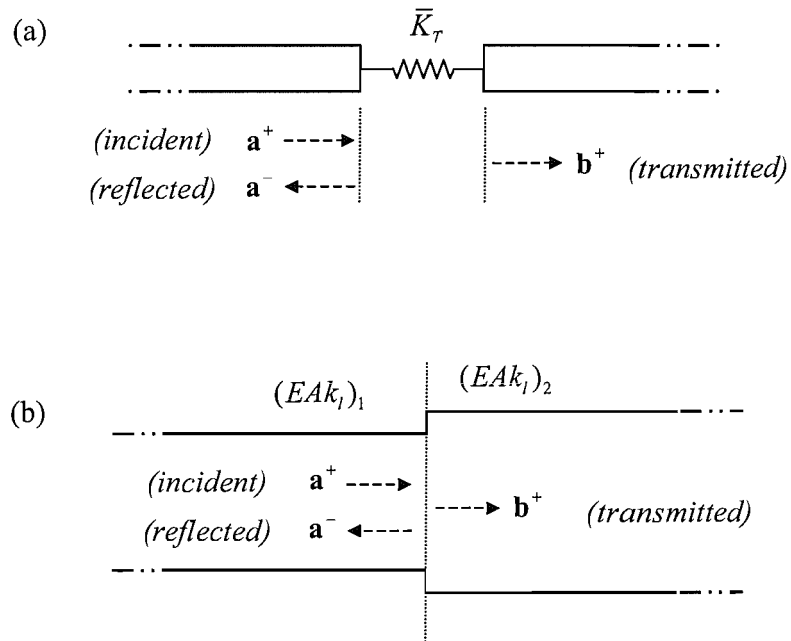 (a)
K̅_T
(incident) a⁺
(reflected) a⁻
b⁺ (transmitted)
(b)
(EAk_l)₁ (EAk_l)₂
(incident) a⁺
(reflected) a⁻
b⁺ (transmitted)